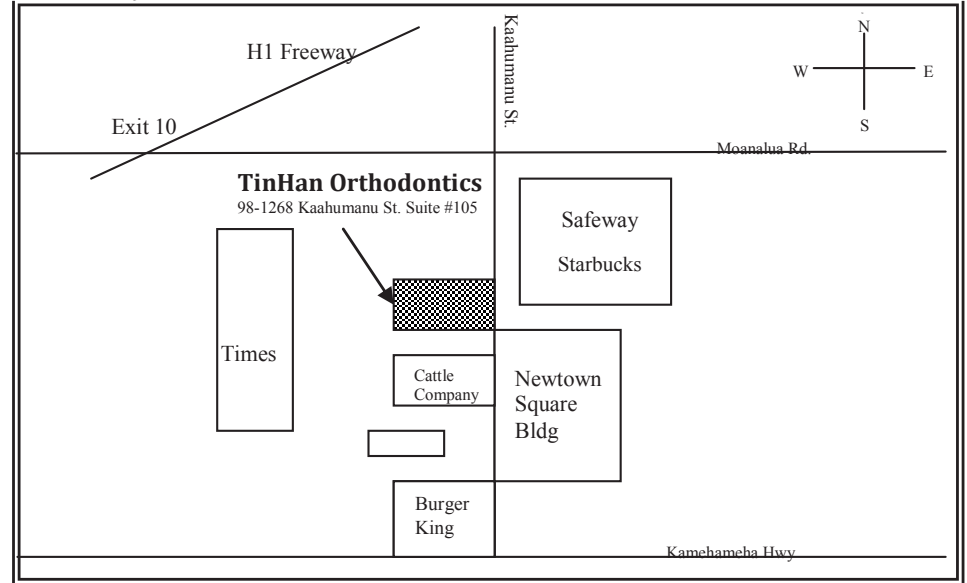 H1 Freeway
Kaahumanu St.
N
W
E
S
Exit 10
Moanalua Rd.
TinHan Orthodontics
98-1268 Kaahumanu St. Suite #105
Safeway
Starbucks
Times
Cattle
Company
Newtown
Square
Bldg
Burger
King
Kamehameha Hwy